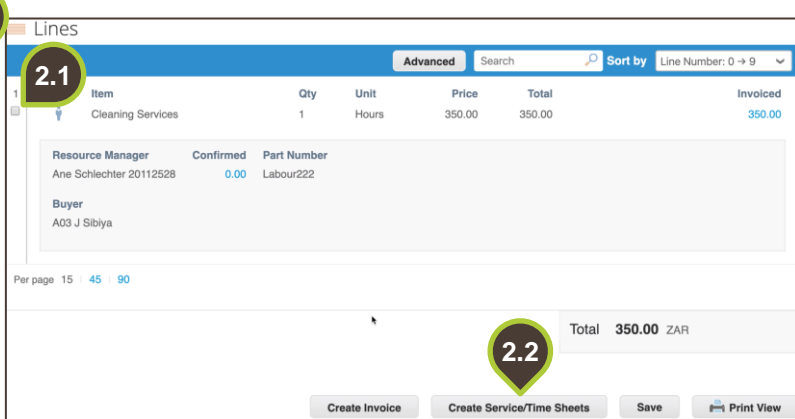 Lines
Advanced Search Sort by Line Number: 0 → 9
2.1
1 Item Qty Unit Price Total Invoiced
Cleaning Services 1 Hours 350.00 350.00 350.00
Resource Manager Confirmed Part Number
Ane Schlechter 20112528 0.00 Labour222
Buyer
A03 J Sibiya
Per page 15 | 45 | 90
Total 350.00 ZAR
2.2
Create Invoice Create Service/Time Sheets Save Print View